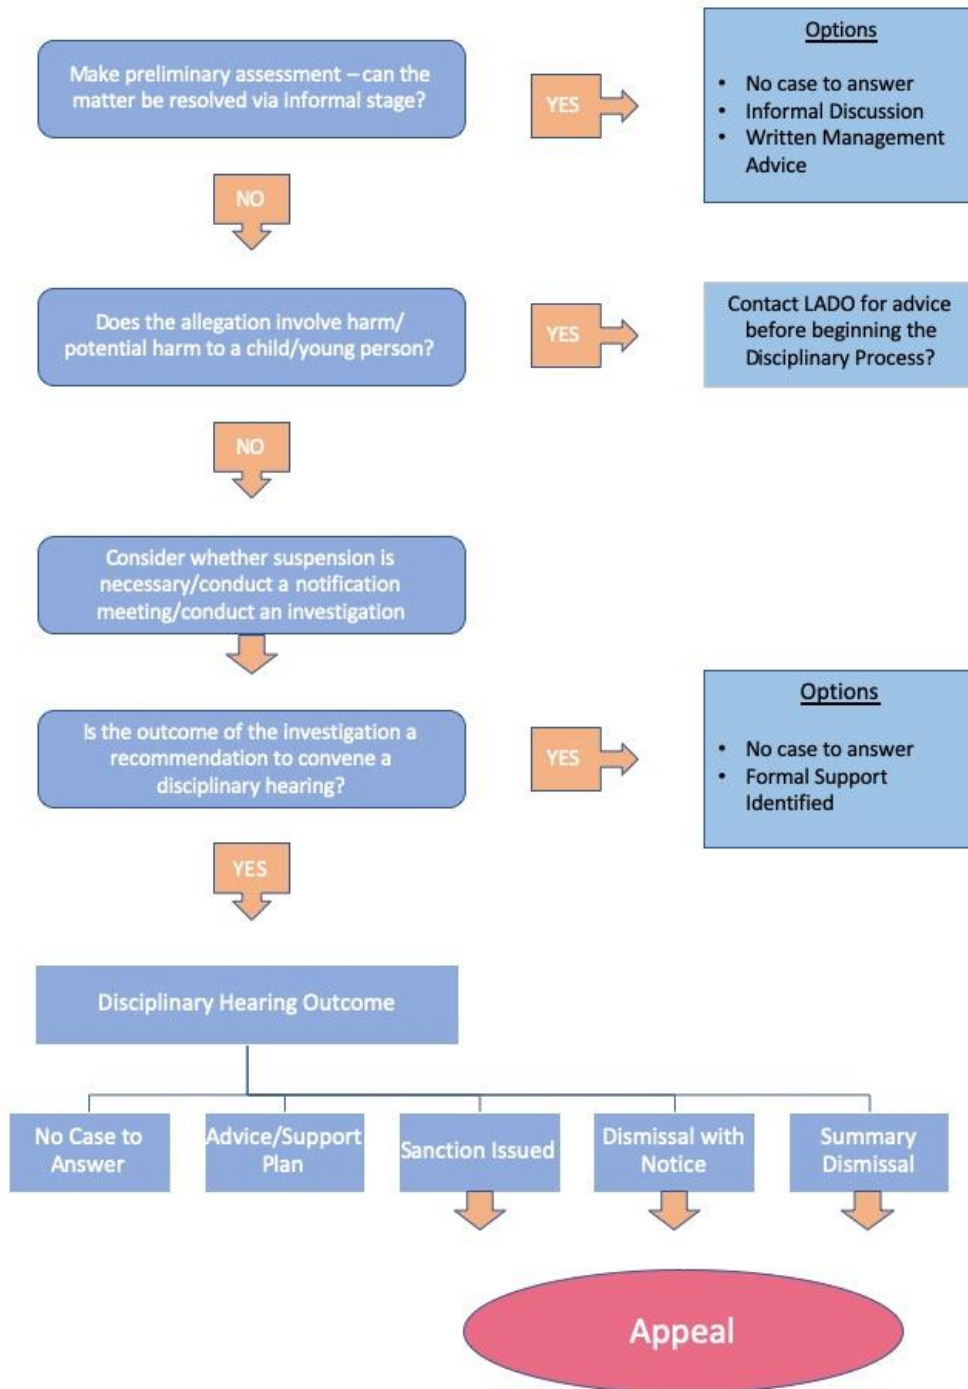 Make preliminary assessment – can the
matter be resolved via informal stage?
YES
Options
• No case to answer
• Informal Discussion
• Written Management
Advice
NO
Does the allegation involve harm/
potential harm to a child/young person?
YES
Contact LADO for advice
before beginning the
Disciplinary Process?
NO
Consider whether suspension is
necessary/conduct a notification
meeting/conduct an investigation
Is the outcome of the investigation a
recommendation to convene a
disciplinary hearing?
YES
Options
• No case to answer
• Formal Support
Identified
YES
Disciplinary Hearing Outcome
No Case to
Answer
Advice/Support
Plan
Sanction Issued
Dismissal with
Notice
Summary
Dismissal
Appeal